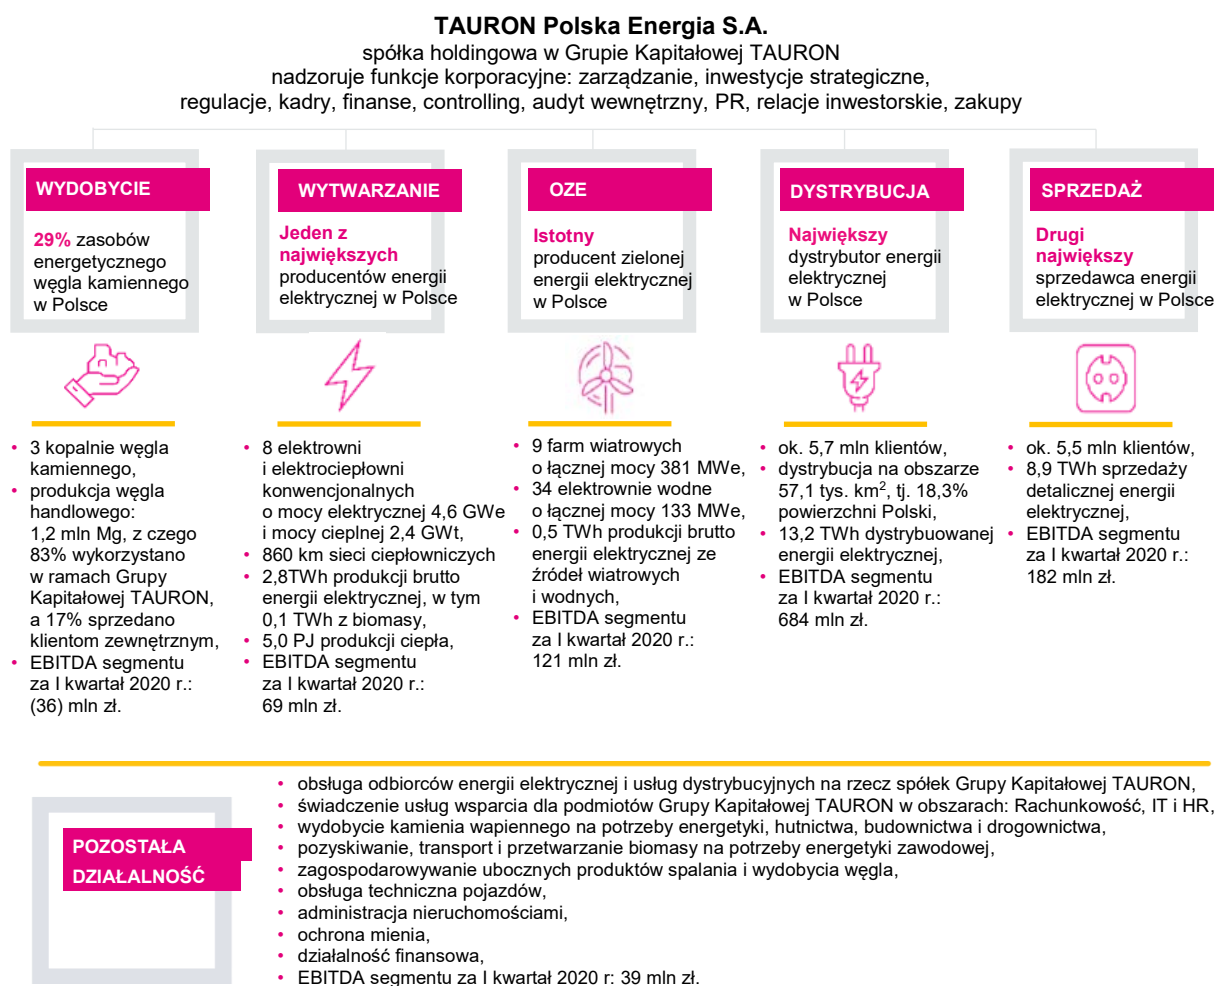 TAURON Polska Energia S.A.
spółka holdingowa w Grupie Kapitałowej TAURON
nadzoruje funkcje korporacyjne: zarządzanie, inwestycje strategiczne,
regulacje, kadry, finanse, controlling, audyt wewnętrzny, PR, relacje inwestorskie, zakupy
WYDOBYCIE
29% zasobów
energetycznego
węgla kamiennego
w Polsce
• 3 kopalnie węgla
kamiennego,
• produkcja węgla
handlowego:
1,2 mln Mg, z czego
83% wykorzystano
w ramach Grupy
Kapitałowej TAURON,
a 17% sprzedano
klientom zewnętrznym,
• EBITDA segmentu
za I kwartał 2020 r.:
(36) mln zł.
WYTWARZANIE
Jeden z
największych
producentów energii
elektrycznej w Polsce
• 8 elektrowni
i elektrociepłowni
konwencjonalnych
o mocy elektrycznej 4,6 GWe
i mocy cieplnej 2,4 GWt,
• 860 km sieci ciepłowniczych
• 2,8TWh produkcji brutto
energii elektrycznej, w tym
0,1 TWh z biomasy,
• 5,0 PJ produkcji ciepła,
• EBITDA segmentu
za I kwartał 2020 r.:
69 mln zł.
OZE
Istotny
producent zielonej
energii elektrycznej
w Polsce
• 9 farm wiatrowych
o łącznej mocy 381 MWe,
• 34 elektrownie wodne
o łącznej mocy 133 MWe,
• 0,5 TWh produkcji brutto
energii elektrycznej ze
źródeł wiatrowych
i wodnych,
• EBITDA segmentu
za I kwartał 2020 r.:
121 mln zł.
DYSTRYBUCJA
Największy
dystrybutor energii
elektrycznej
w Polsce
• ok. 5,7 mln klientów,
• dystrybucja na obszarze
57,1 tys. km², tj. 18,3%
powierzchni Polski,
• 13,2 TWh dystrybuowanej
energii elektrycznej,
• EBITDA segmentu
za I kwartał 2020 r.:
684 mln zł.
SPRZEDAŻ
Drugi
największy
sprzedawca energii
elektrycznej w Polsce
• ok. 5,5 mln klientów,
• 8,9 TWh sprzedaży
detalicznej energii
elektrycznej,
• EBITDA segmentu
za I kwartał 2020 r.:
182 mln zł.
POZOSTAŁA
DZIAŁALNOŚĆ
• obsługa odbiorców energii elektrycznej i usług dystrybucyjnych na rzecz spółek Grupy Kapitałowej TAURON,
• świadczenie usług wsparcia dla podmiotów Grupy Kapitałowej TAURON w obszarach: Rachunkowość, IT i HR,
• wydobycie kamienia wapiennego na potrzeby energetyki, hutnictwa, budownictwa i drogownictwa,
• pozyskiwanie, transport i przetwarzanie biomasy na potrzeby energetyki zawodowej,
• zagospodarowywanie ubocznych produktów spalania i wydobycia węgla,
• obsługa techniczna pojazdów,
• administracja nieruchomościami,
• ochrona mienia,
• działalność finansowa,
• EBITDA segmentu za I kwartał 2020 r: 39 mln zł.